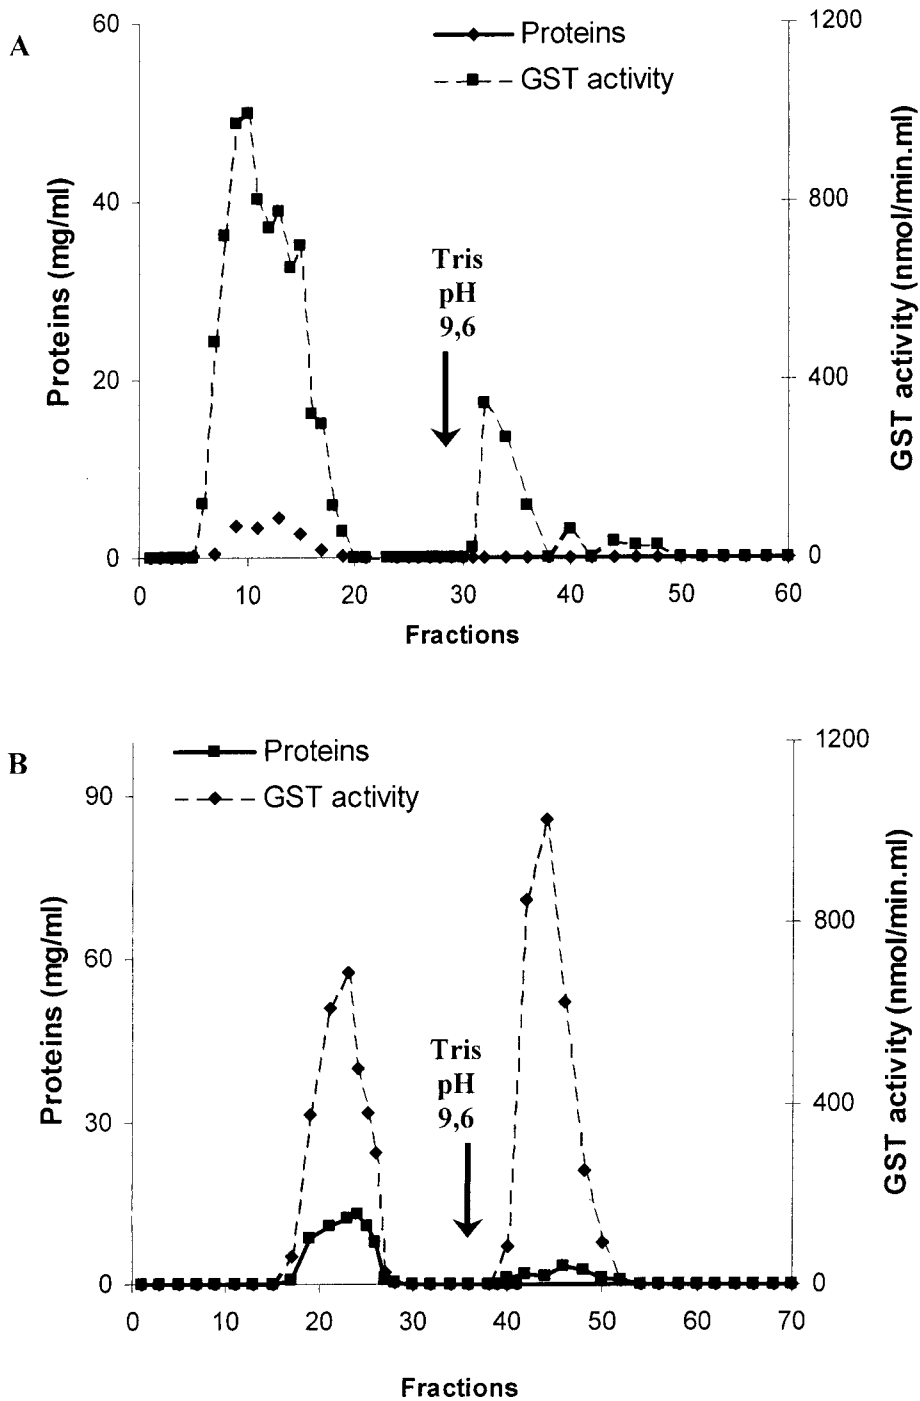 A
Proteins
GST activity
60
40
20
0
1200
800
400
0
Proteins (mg/ml)
GST activity (nmol/min.ml)
Tris
pH
9,6
0 10 20 30 40 50 60
Fractions
B
Proteins
GST activity
90
60
30
0
1200
800
400
0
Proteins (mg/ml)
GST activity (nmol/min.ml)
Tris
pH
9,6
0 10 20 30 40 50 60 70
Fractions